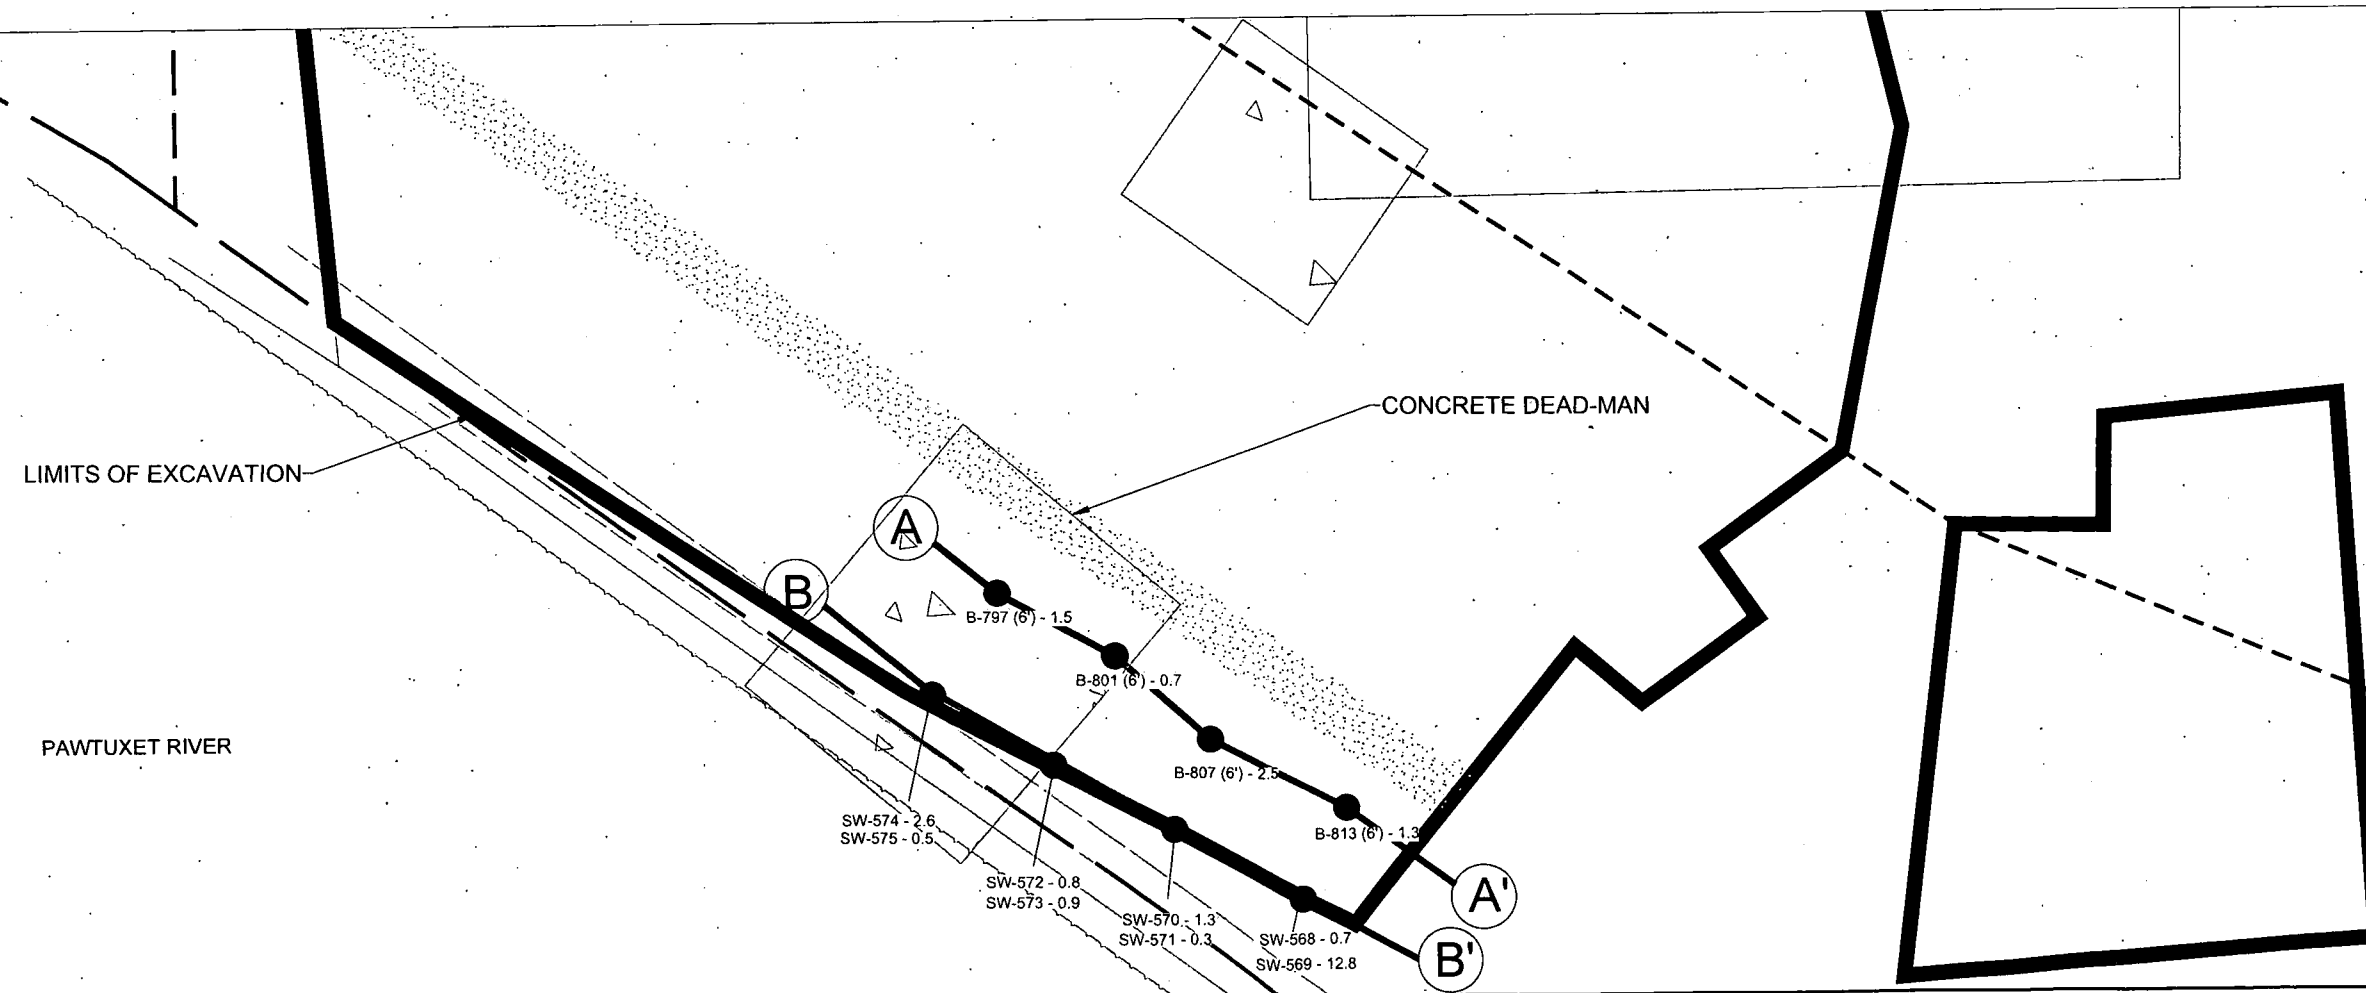 CONCRETE DEAD-MAN
LIMITS OF EXCAVATION
A
B
B-797 (6') - 1.5
B-801 (6') - 0.7
PAWTUXET RIVER
B-807 (6') - 2.5
SW-574 - 2.6
SW-575 - 0.5
B-813 (6') - 1.3
SW-572 - 0.8
SW-573 - 0.9
A'
SW-570 - 1.3
SW-571 - 0.3
SW-568 - 0.7
SW-569 - 12.8
B'